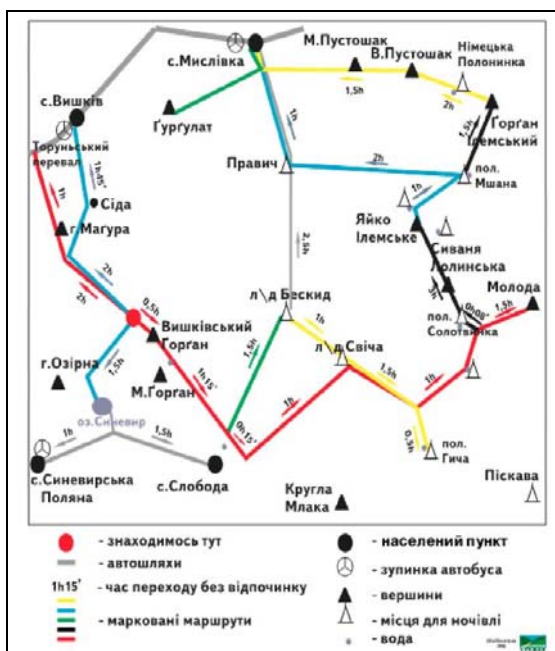 М.Пустошак
В.Пустошак
Німецька
Полонинка
с.Мислівка
1,5h
2h
с.Вишків
Ґурґулат
1h
Ґорґан
Ілемський
1,5h
Торуньський
перевал
1h45'
Правич
2h
пол.
Мшана
1h
Сіда
1h
г.Маґура
Яйко
Ілемське
2,5h
Сиваня
Лолинська
3h
2h
2h
0,5h
л\д Бескид
Молода
1,5h
0h08'
пол.
Солотвинка
Вишківський
Ґорґан
1h
л\д Свіча
г.Озірна
1,5h
М.Ґорґан
1h15'
1,5h
1,5h
1h
1h
оз.Синевир
0h15'
0,5h
пол.
Гича
1h
1,5h
с.Синевирська
Поляна
с.Слобода
Кругла
Млака
Піскава
- знаходимось тут
- населений пункт
- автошляхи
- зупинка автобуса
1h15' - час переходу без відпочинку
- вершини
- марковані маршрути
- місця для ночівлі
- вода